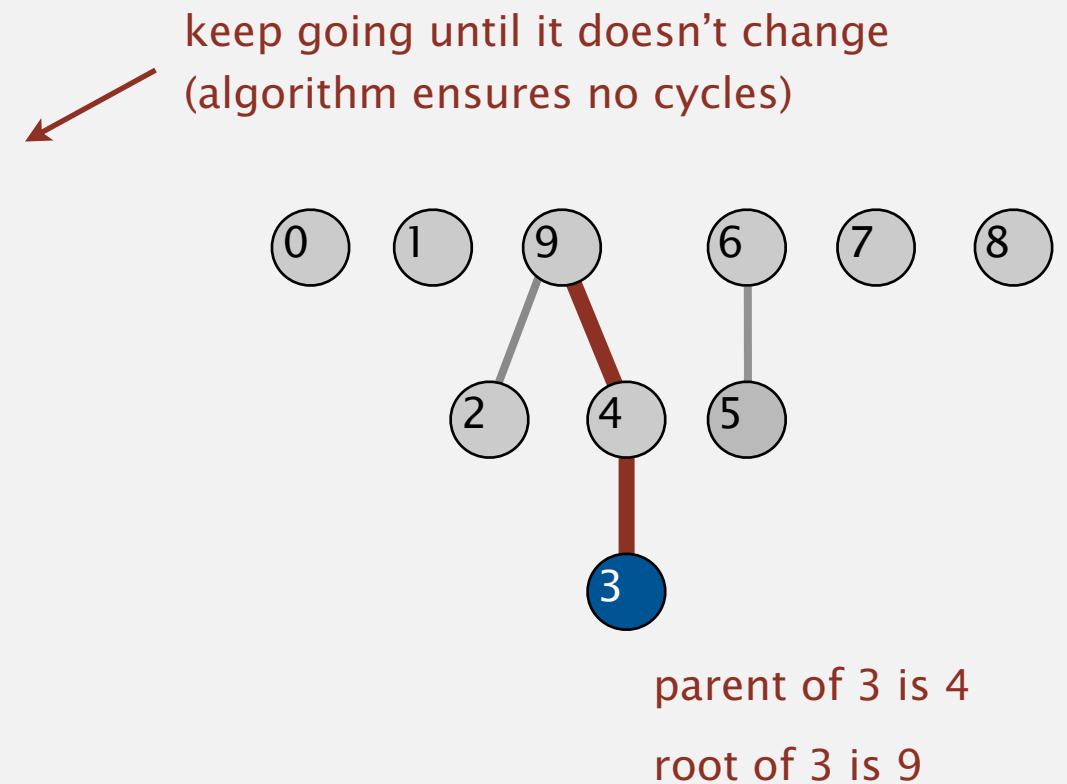 keep going until it doesn’t change
(algorithm ensures no cycles)
0 1 9 6 7 8
2 4 5
3
parent of 3 is 4
root of 3 is 9